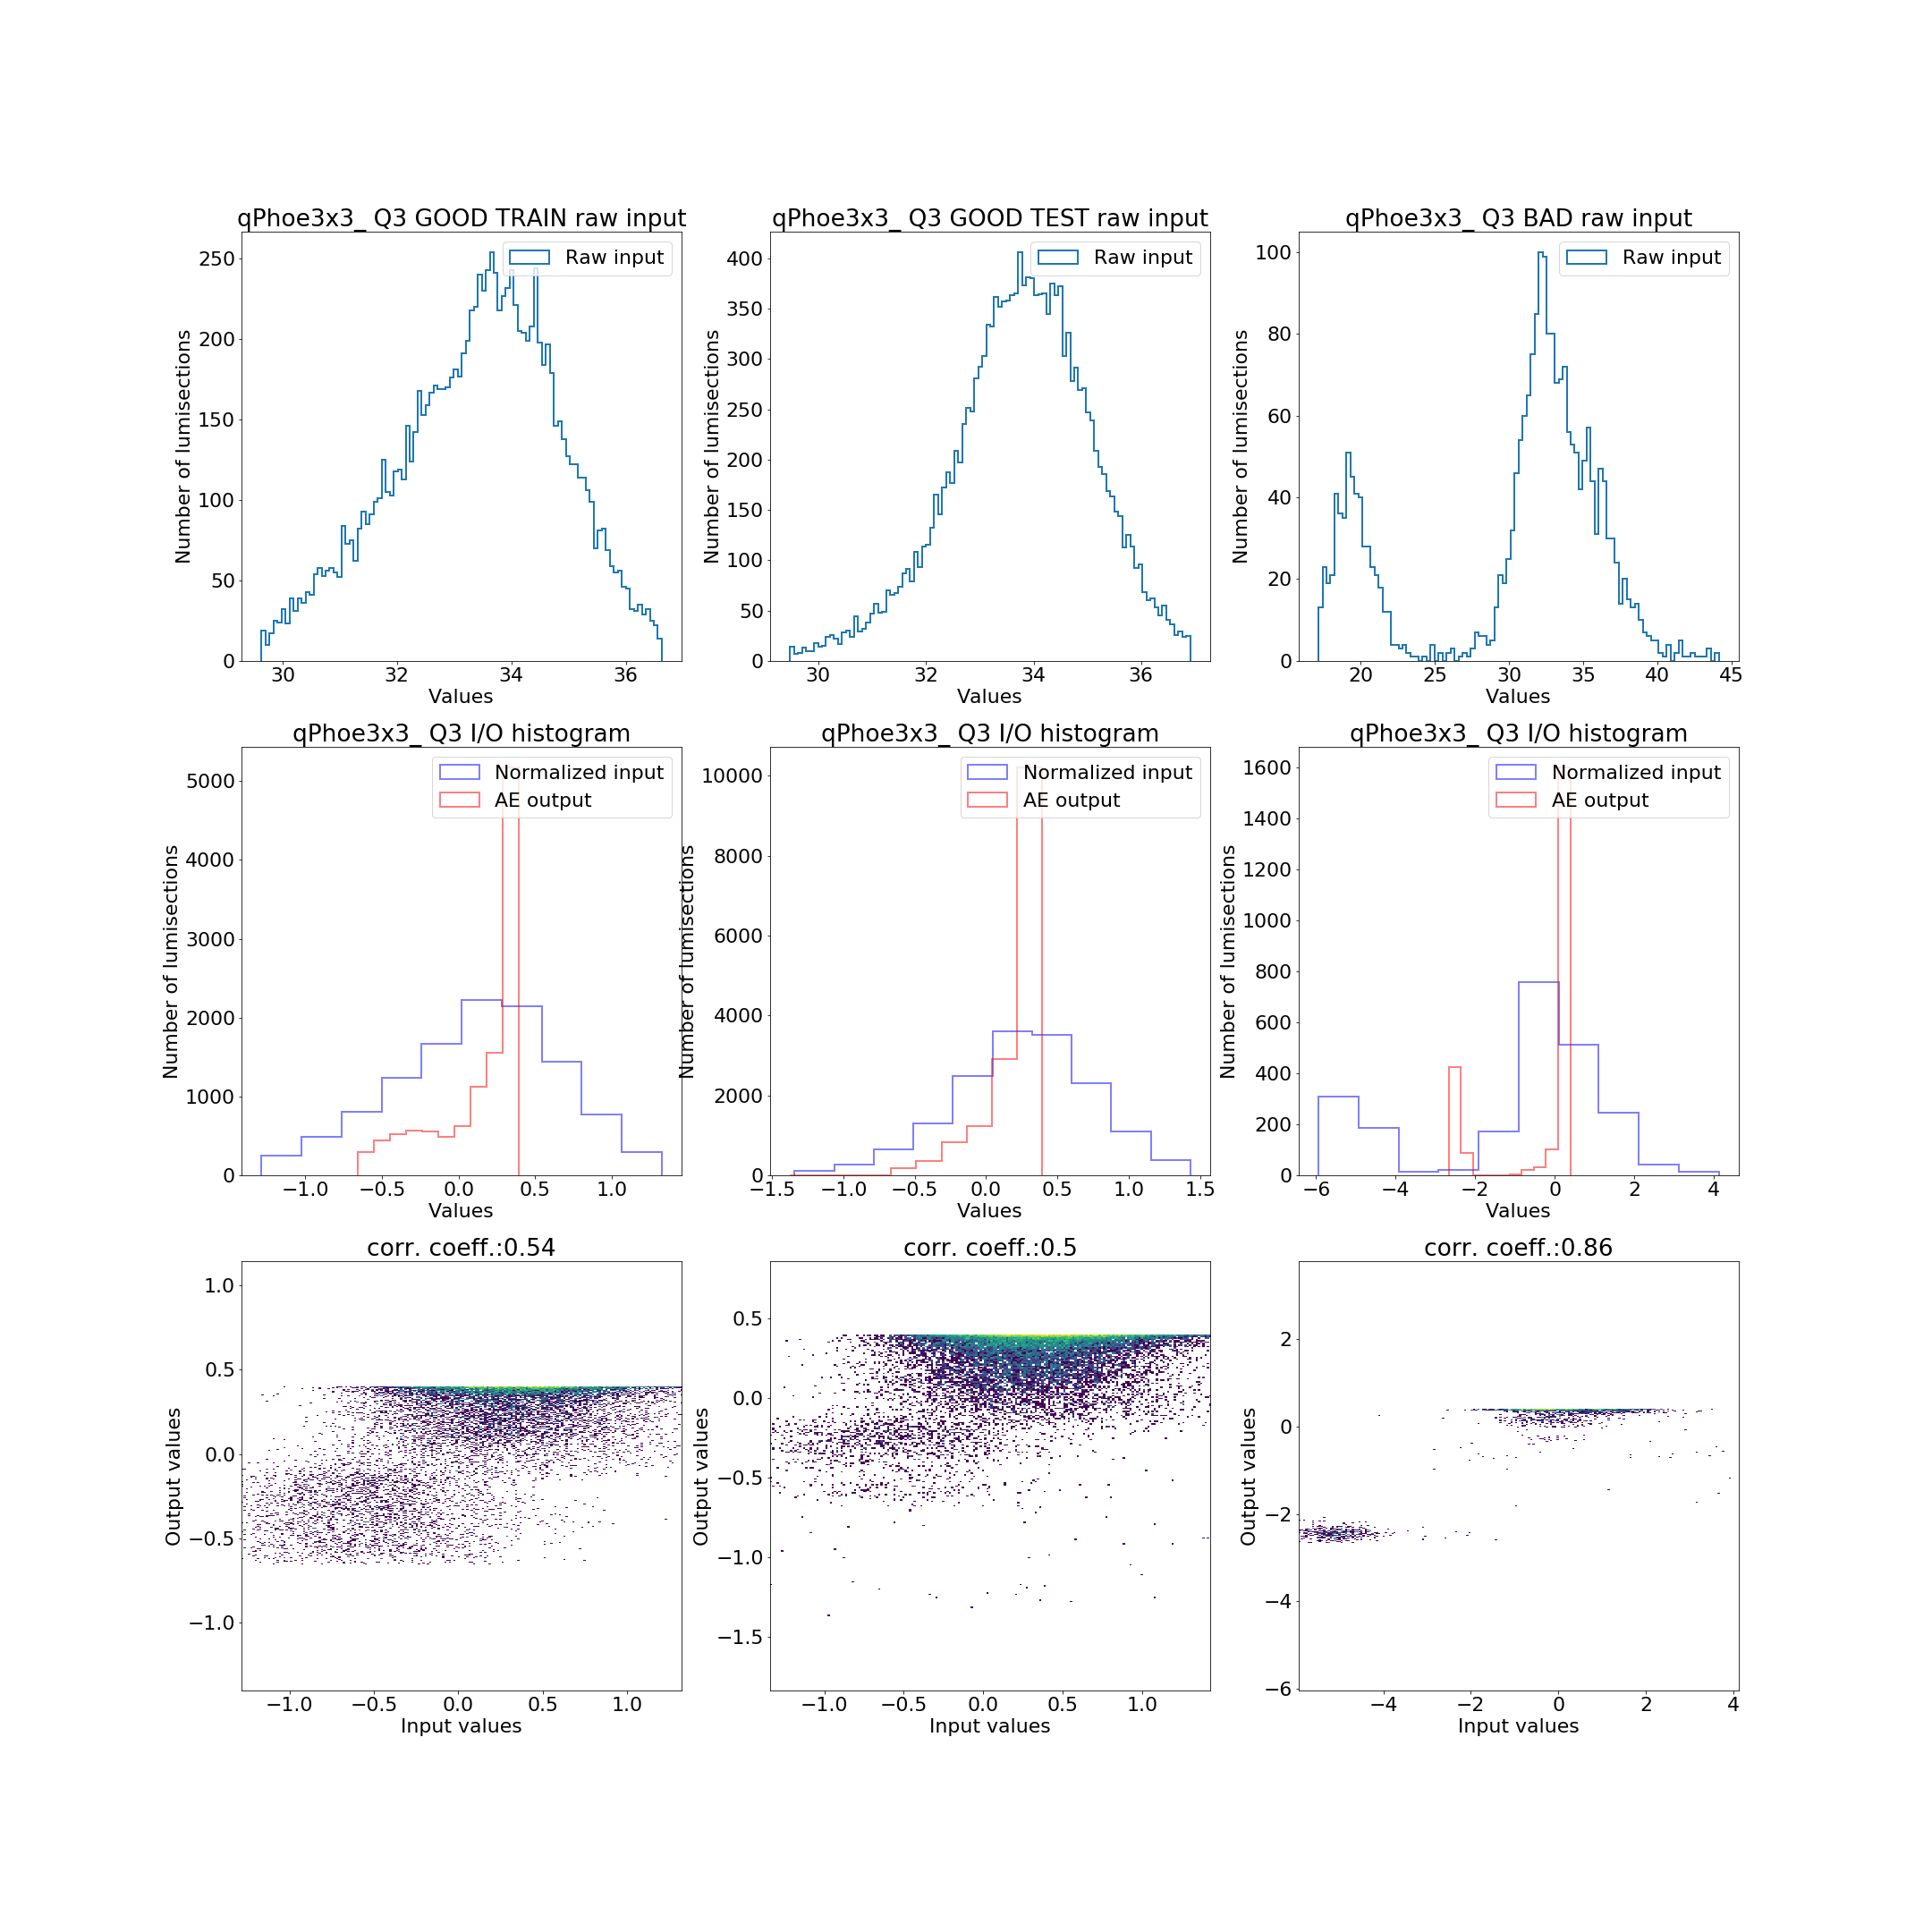 qPhoe3x3_ Q3 GOOD TRAIN raw input
Raw input
Number of lumisections
250
200
150
100
50
0
30 32 34 36
Values
qPhoe3x3_ Q3 GOOD TEST raw input
Raw input
Number of lumisections
400
350
300
250
200
150
100
50
0
30 32 34 36
Values
qPhoe3x3_ Q3 BAD raw input
Raw input
Number of lumisections
100
80
60
40
20
0
20 25 30 35 40 45
Values
qPhoe3x3_ Q3 I/O histogram
Normalized input
AE output
Number of lumisections
5000
4000
3000
2000
1000
0
−1.0 −0.5 0.0 0.5 1.0
Values
qPhoe3x3_ Q3 I/O histogram
Normalized input
AE output
Number of lumisections
10000
8000
6000
4000
2000
0
−1.5 −1.0 −0.5 0.0 0.5 1.0 1.5
Values
qPhoe3x3_ Q3 I/O histogram
Normalized input
AE output
Number of lumisections
1600
1400
1200
1000
800
600
400
200
0
−6 −4 −2 0 2 4
Values
corr. coeff.:0.54
Output values
1.0
0.5
0.0
−0.5
−1.0
−1.0 −0.5 0.0 0.5 1.0
Input values
corr. coeff.:0.5
Output values
0.5
0.0
−0.5
−1.0
−1.5
−1.0 −0.5 0.0 0.5 1.0
Input values
corr. coeff.:0.86
Output values
2
0
−2
−4
−6
−4 −2 0 2 4
Input values